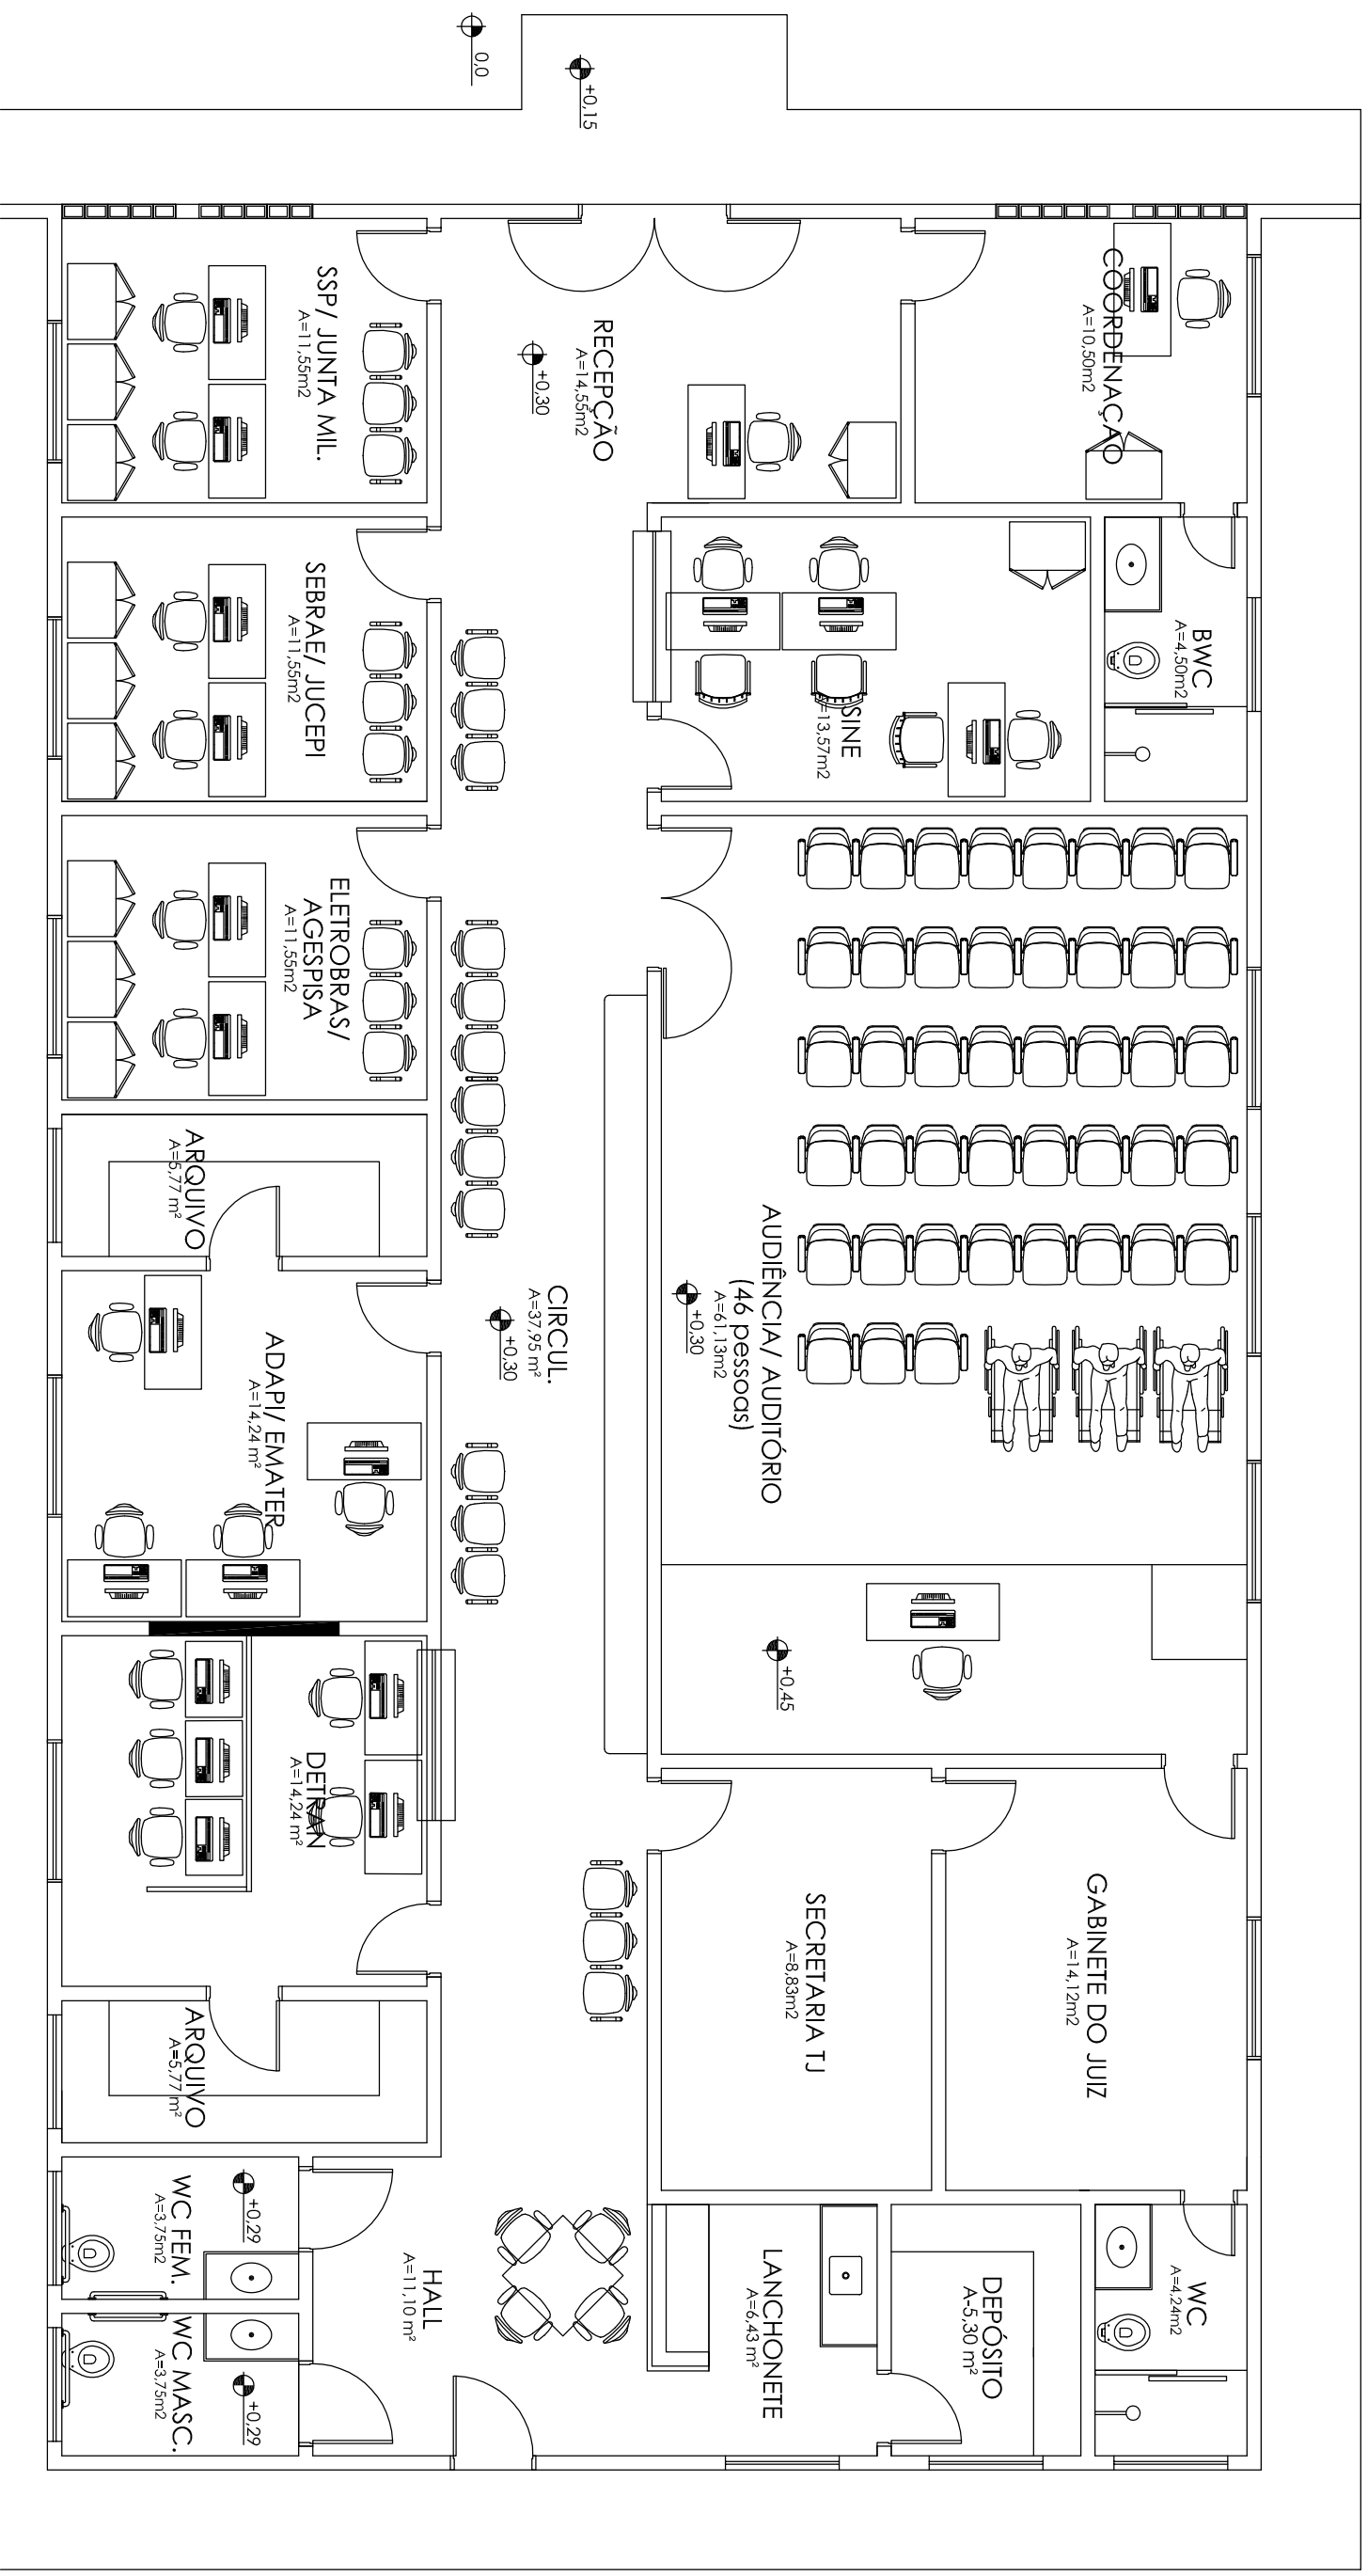 0,0
+0,15
COORDENAÇÃO
A=10,50m2
RECEPÇÃO
A=14,55m2
+0,30
SSP/ JUNTA MIL.
A=11,55m2
BWC
A=4,50m2
SINE
=13,57m2
SEBRAE/ JUCEPI
A=11,55m2
ELETROBRAS/
AGESPISA
A=11,55m2
ARQUIVO
A=5,77 m²
AUDIÊNCIA/ AUDITÓRIO
(46 pessoas)
A=61,13m2
+0,30
CIRCUL.
A=37,95 m²
+0,30
ADAPI/ EMATER
A=14,24 m²
+0,45
DETRAN
A=14,24 m²
GABINETE DO JUIZ
A=14,12m2
SECRETARIA TJ
A=8,83m2
ARQUIVO
A=5,77 m²
WC
A=4,24m2
DEPÓSITO
A-5,30 m²
LANCHONETE
A=6,43 m²
HALL
A=11,10 m²
+0,29
WC FEM.
A=3,75m2
+0,29
WC MASC.
A=3,75m2